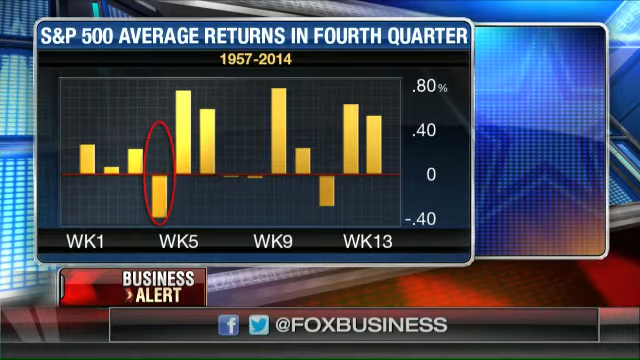 S&P 500 AVERAGE RETURNS IN FOURTH QUARTER
1957-2014
.80%
.40
0
-.40
WK1 WK5 WK9 WK13
BUSINESS
>ALERT
@FOXBUSINESS